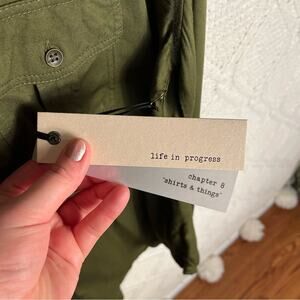 life in progress
chapter 8
"shirts & things"